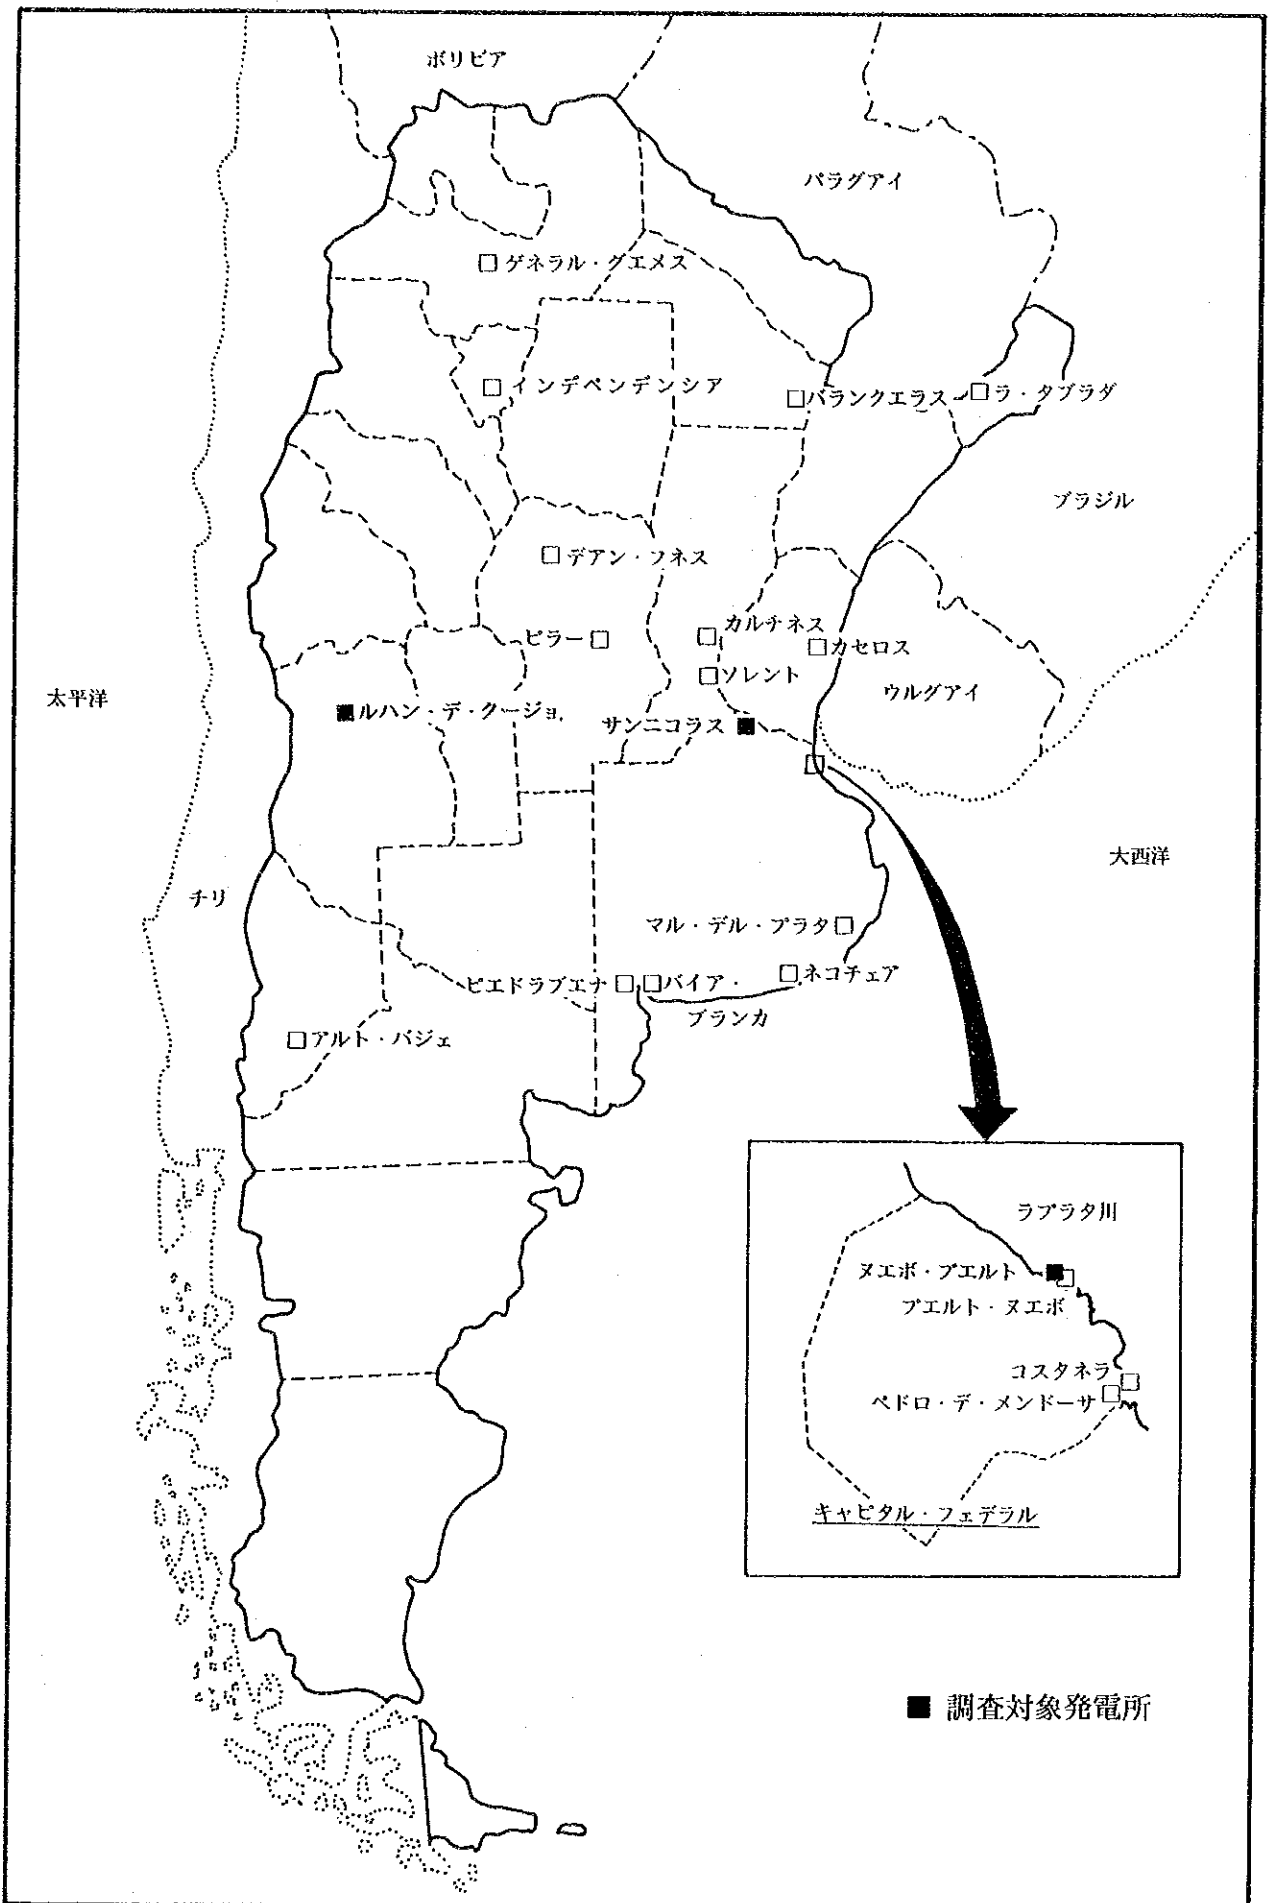 ボリビア
パラグアイ
□ゲネラル・グエメス
□インデペンデンシア
□バランクエラス
□ラ・タブラダ
ブラジル
□デアン・フネス
カルチネス
ピラー□
□カセロス
□ソレント
ウルグアイ
太平洋
■ルハン・デ・クージョ
サンニコラス■
大西洋
チリ
マル・デル・プラタ□
ピエドラブエナ□
□バイア・
ブランカ
□ネコチェア
□アルト・バジェ
ラプラタ川
ヌエボ・プエルト■
プエルト・ヌエボ
コスタネラ
ペドロ・デ・メンドーサ
キャピタル・フェデラル
■ 調査対象発電所